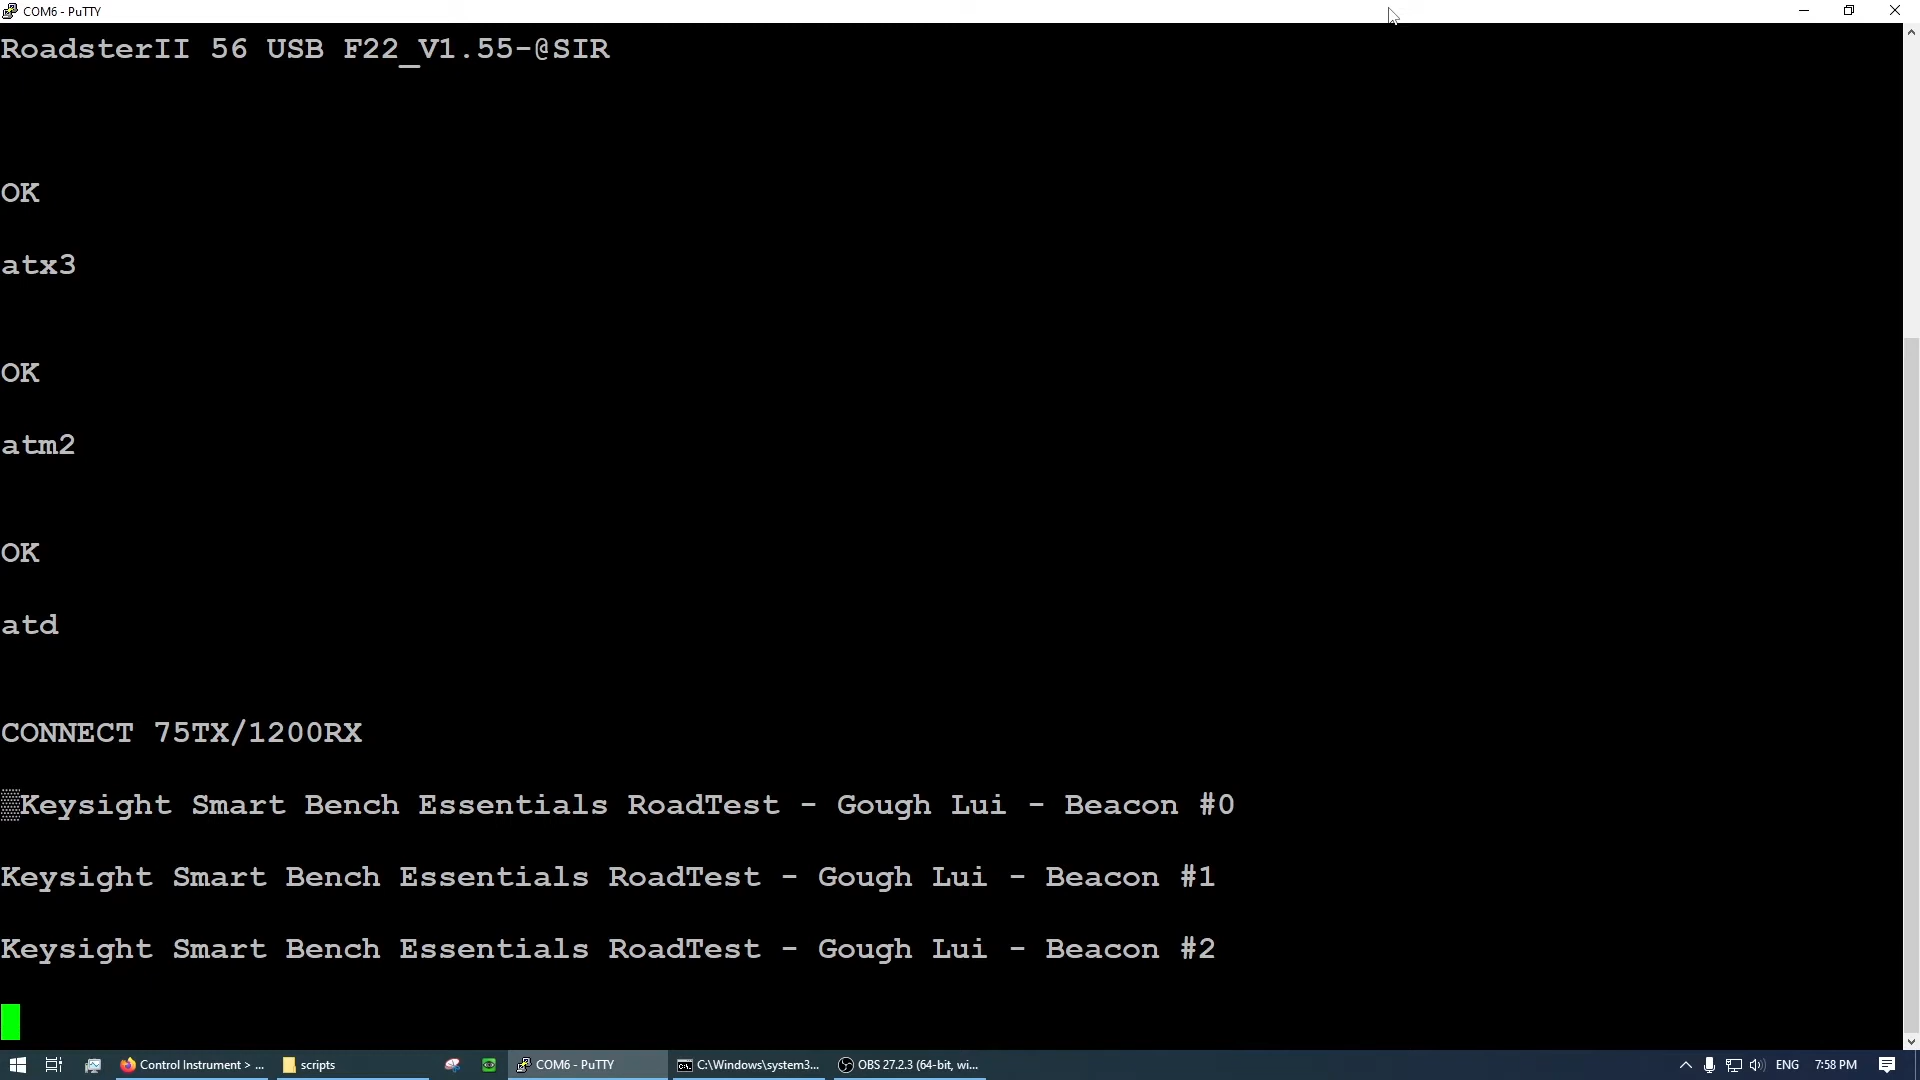 COM6 - PuTTY
RoadsterII 56 USB F22_V1.55-@SIR
OK
atx3
OK
atm2
OK
atd
CONNECT 75TX/1200RX
▒Keysight Smart Bench Essentials RoadTest - Gough Lui - Beacon #0
Keysight Smart Bench Essentials RoadTest - Gough Lui - Beacon #1
Keysight Smart Bench Essentials RoadTest - Gough Lui - Beacon #2
Control Instrument > ... scripts COM6 - PuTTY C:\Windows\system3... OBS 27.2.3 (64-bit, wi... ENG 7:58 PM